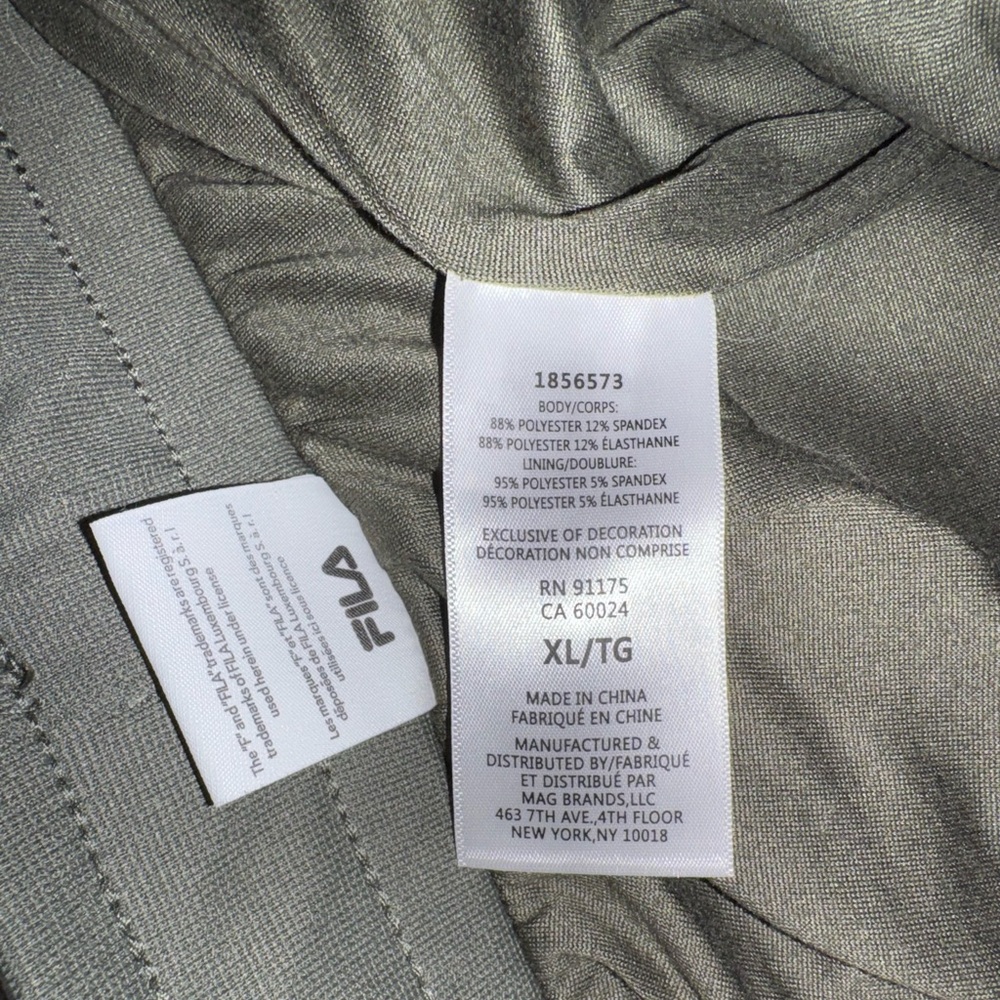 1856573
BODY/CORPS:
88% POLYESTER 12% SPANDEX
88% POLYESTER 12% ÉLASTHANNE
LINING/DOUBLURE:
95% POLYESTER 5% SPANDEX
95% POLYESTER 5% ÉLASTHANNE
EXCLUSIVE OF DECORATION
DÉCORATION NON COMPRISE
RN 91175
CA 60024
XL/TG
MADE IN CHINA
FABRIQUÉ EN CHINE
MANUFACTURED &
DISTRIBUTED BY/FABRIQUÉ
ET DISTRIBUÉ PAR
MAG BRANDS,LLC
463 7TH AVE.,4TH FLOOR
NEW YORK,NY 10018
The "F" and "FILA" trademarks are registered
trademarks of FILA Luxembourg S. à. r. l
used herein under license
Les marques "F" et "FILA" sont des marques
déposées de FILA Luxembourg S. à. r. l
utilisées ici sous licence
FILA